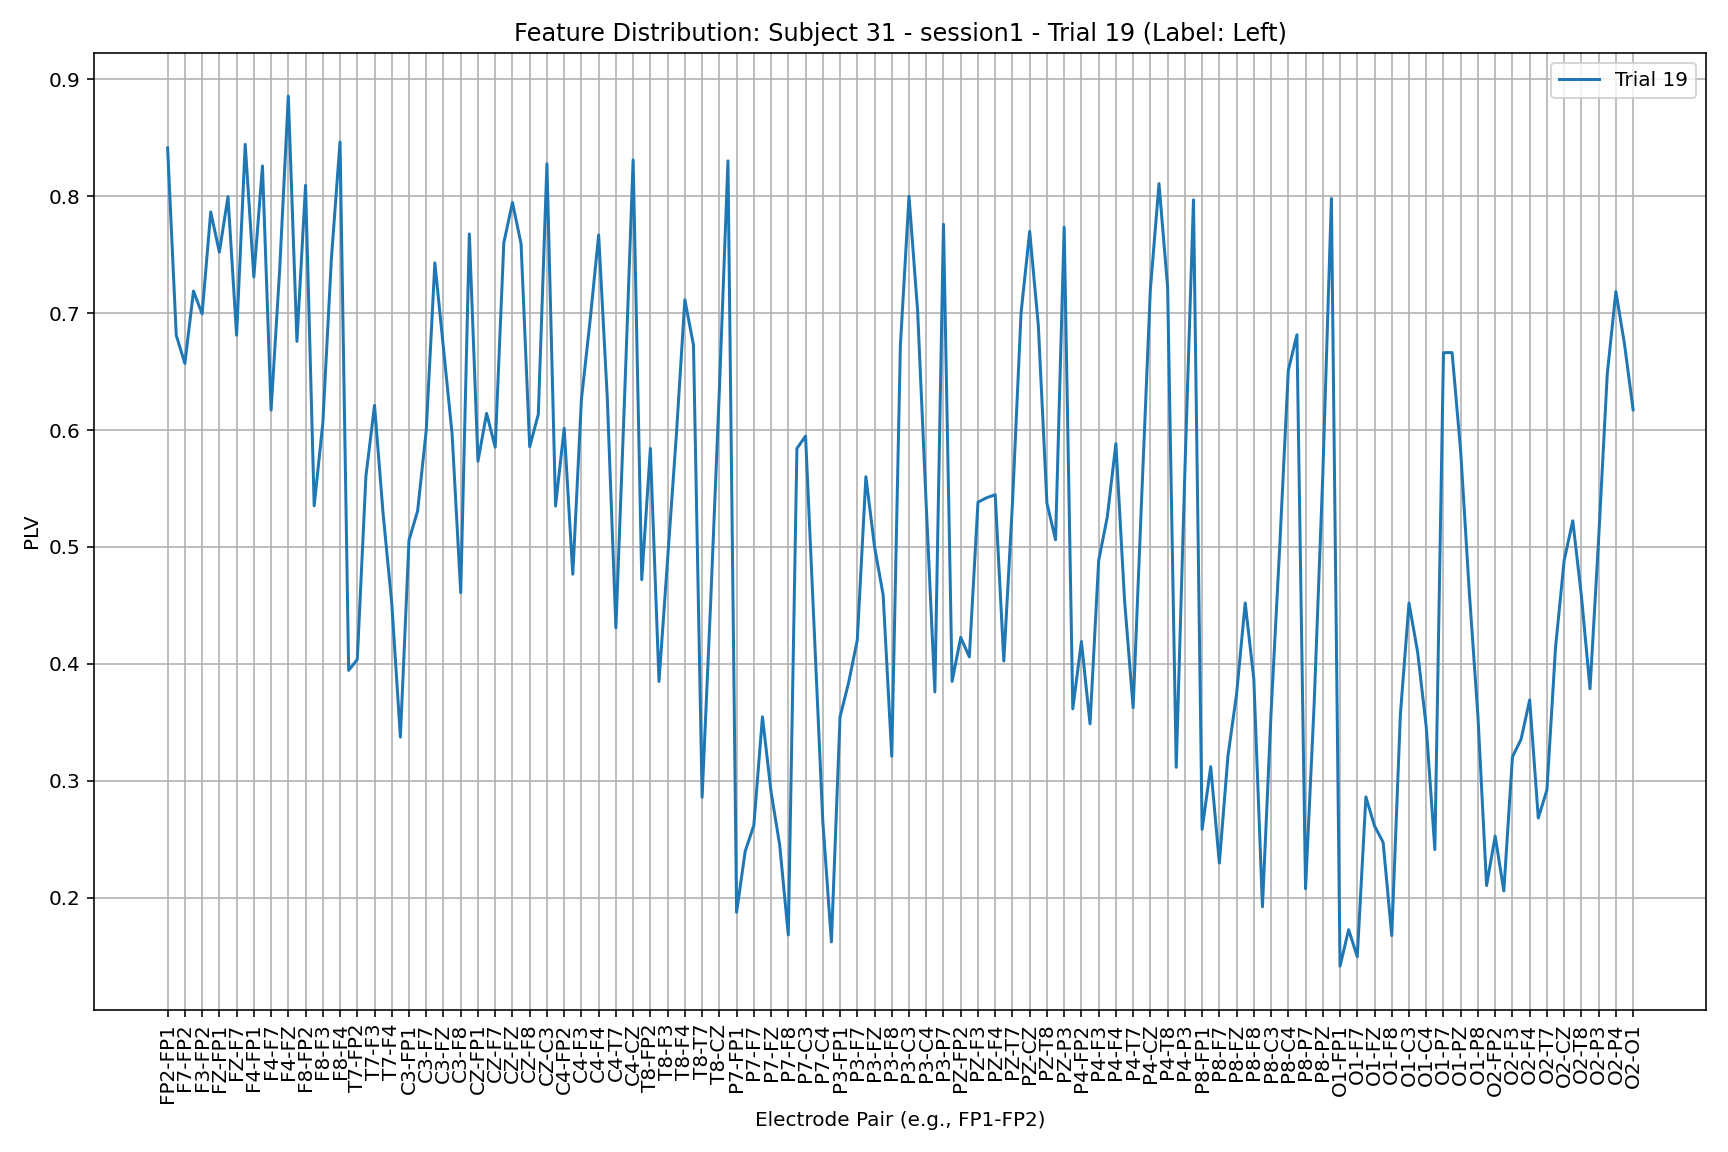 Feature Distribution: Subject 31 - session1 - Trial 19 (Label: Left)
Trial 19
0.9
0.8
0.7
0.6
0.5
0.4
0.3
0.2
PLV
FP2-FP1
F7-FP2
F3-FP2
FZ-FP1
FZ-F7
F4-FP1
F4-F7
F4-FZ
F8-FP2
F8-F3
F8-F4
T7-FP2
T7-F3
T7-F4
C3-FP1
C3-F7
C3-FZ
C3-F8
CZ-FP1
CZ-F7
CZ-FZ
CZ-F8
CZ-C3
C4-FP2
C4-F3
C4-F4
C4-T7
C4-CZ
T8-FP2
T8-F3
T8-F4
T8-T7
T8-CZ
P7-FP1
P7-F7
P7-FZ
P7-F8
P7-C3
P7-C4
P3-FP1
P3-F7
P3-FZ
P3-F8
P3-C3
P3-C4
P3-P7
PZ-FP2
PZ-F3
PZ-F4
PZ-T7
PZ-CZ
PZ-T8
PZ-P3
P4-FP2
P4-F3
P4-F4
P4-T7
P4-CZ
P4-T8
P4-P3
P8-FP1
P8-F7
P8-FZ
P8-F8
P8-C3
P8-C4
P8-P7
P8-PZ
O1-FP1
O1-F7
O1-FZ
O1-F8
O1-C3
O1-C4
O1-P7
O1-PZ
O1-P8
O2-FP2
O2-F3
O2-F4
O2-T7
O2-CZ
O2-T8
O2-P3
O2-P4
O2-O1
Electrode Pair (e.g., FP1-FP2)